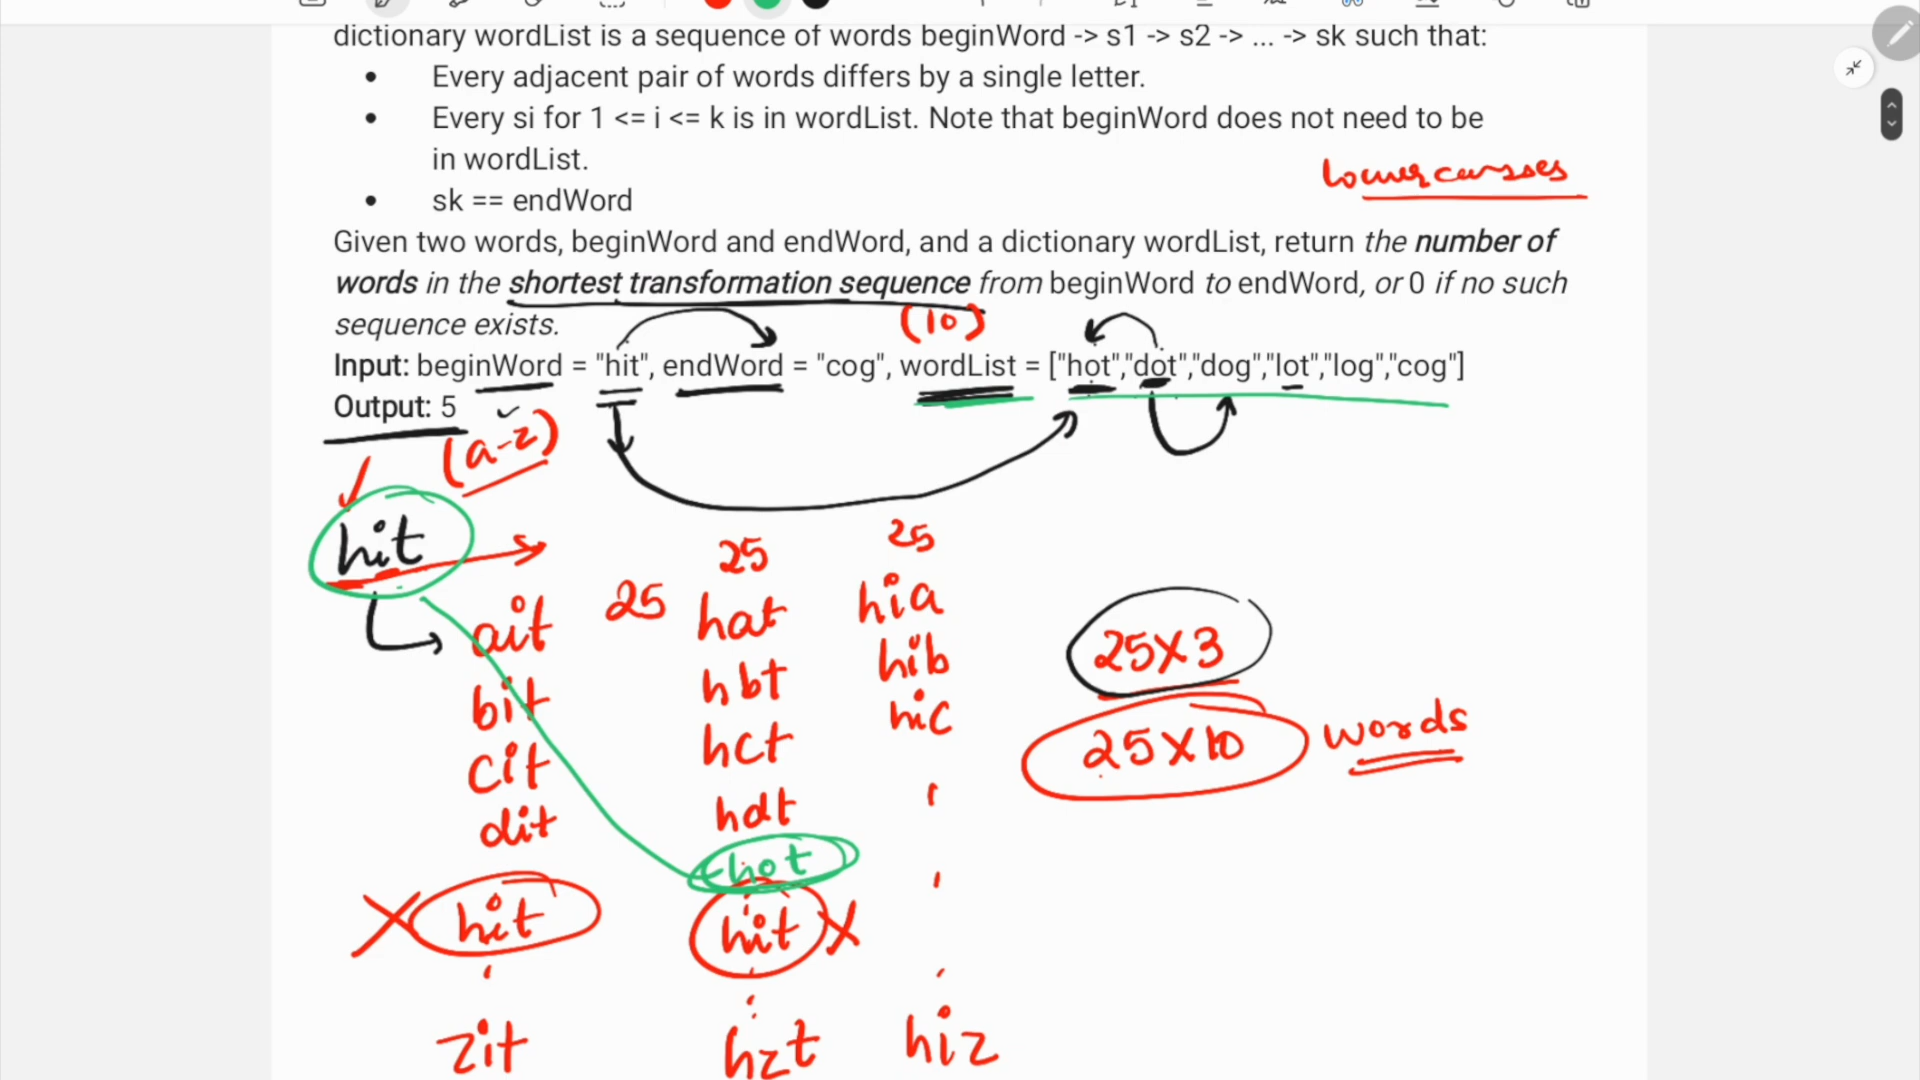 dictionary wordList is a sequence of words beginWord -> s1 -> s2 -> ... -> sk such that:
• Every adjacent pair of words differs by a single letter.
• Every si for 1 <= i <= k is in wordList. Note that beginWord does not need to be
in wordList.
lowercasses
• sk == endWord
Given two words, beginWord and endWord, and a dictionary wordList, return the number of
words in the shortest transformation sequence from beginWord to endWord, or 0 if no such
sequence exists.
(10)
Input: beginWord = "hit", endWord = "cog", wordList = ["hot","dot","dog","lot","log","cog"]
Output: 5
(a-z)
hit
25 25
25
ait hat hia
bit hbt hib
cit hct hic
dit hdt
hot
hit hit
zit hzt hiz
25X3
25X10 words